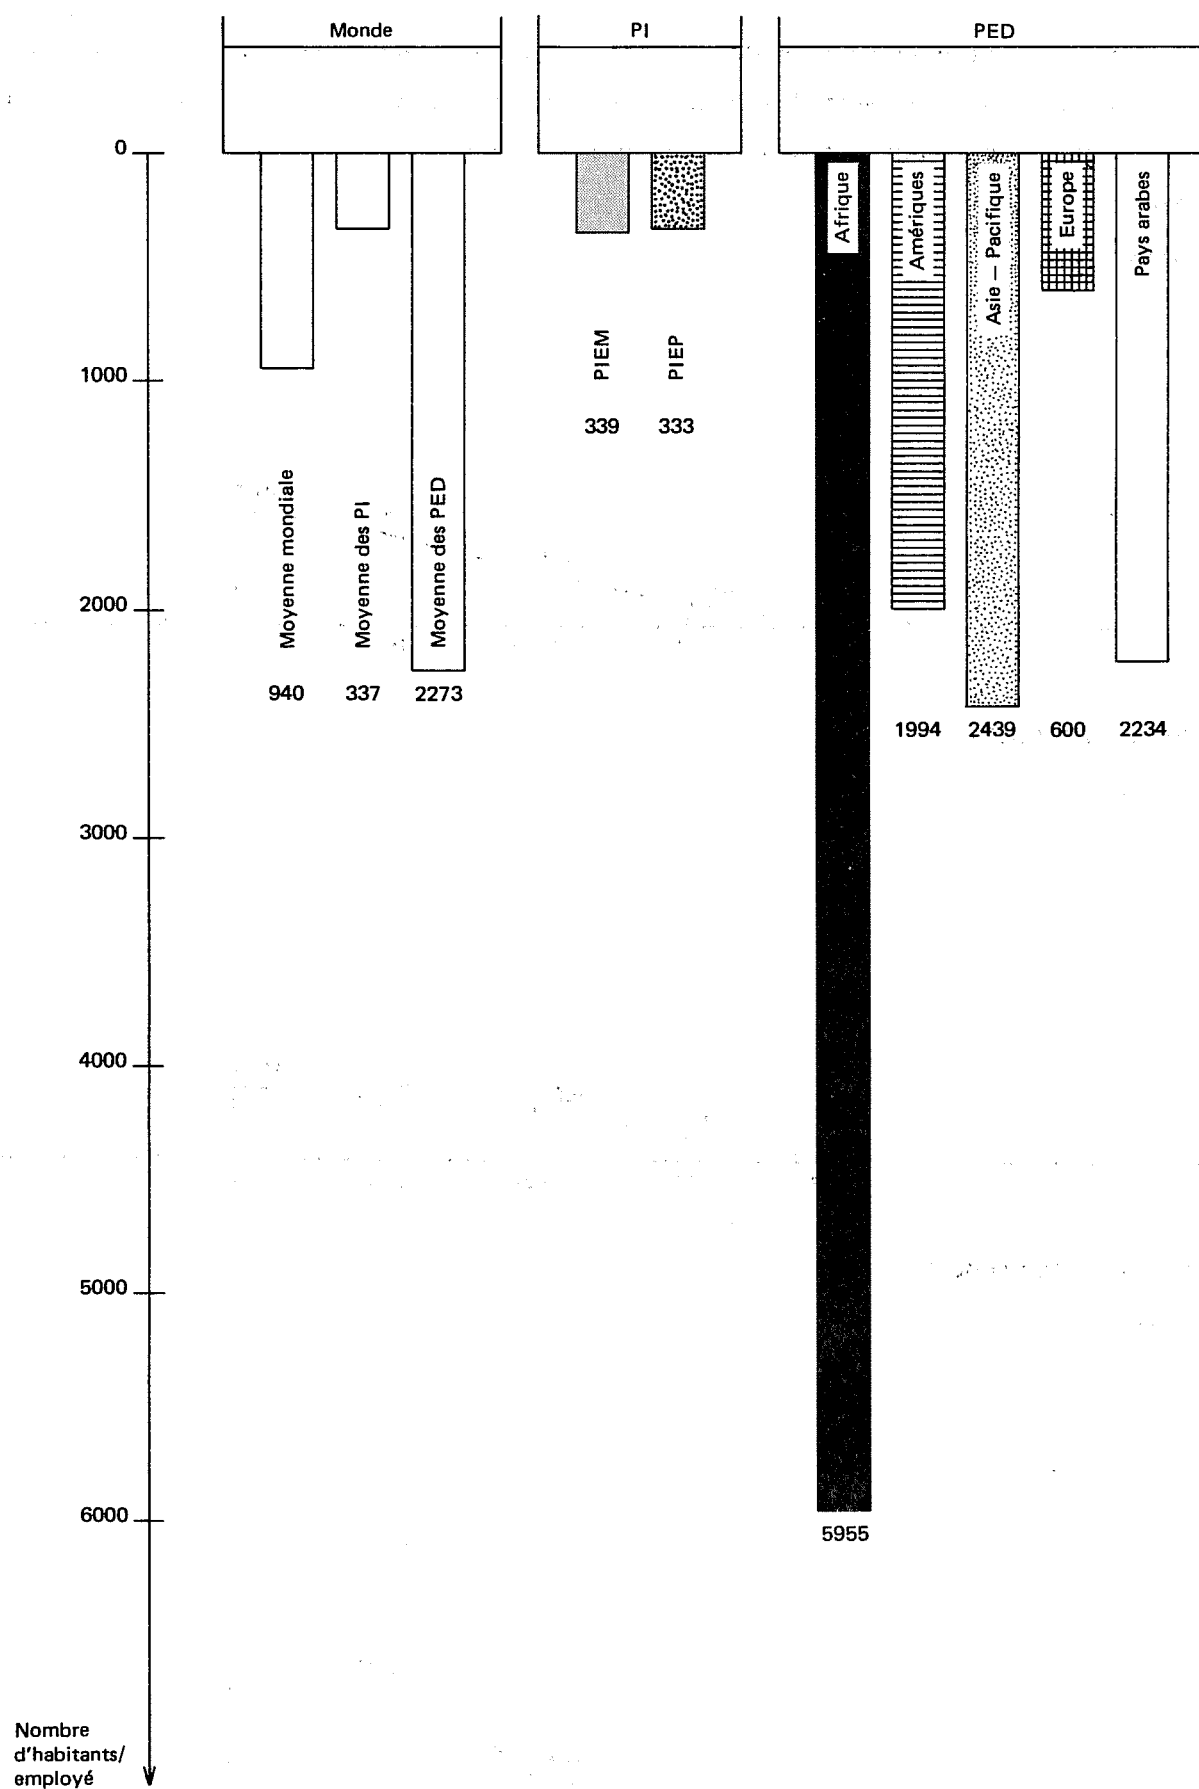 Monde
PI
PED
0
1000
2000
3000
4000
5000
6000
Nombre
d'habitants/
employé
Moyenne mondiale
940
Moyenne des PI
337
Moyenne des PED
2273
PIEM
339
PIEP
333
Afrique
5955
Amériques
1994
Asie – Pacifique
2439
Europe
600
Pays arabes
2234